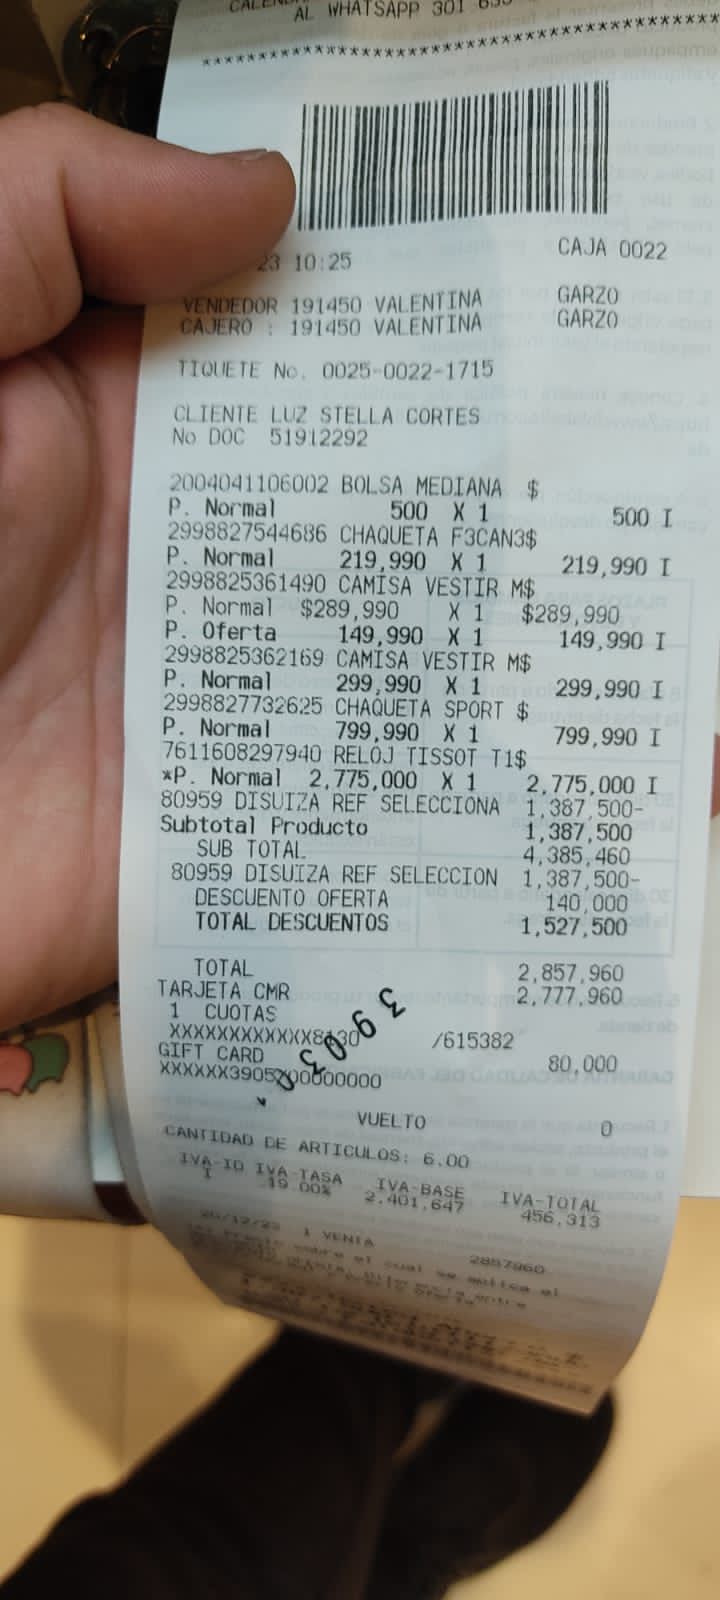 AL WHATSAPP 301
23 10:25 CAJA 0022
VENDEDOR 191450 VALENTINA GARZO
CAJERO : 191450 VALENTINA GARZO
TIQUETE No. 0025-0022-1715
CLIENTE LUZ STELLA CORTES
No DOC 51912292
2004041106002 BOLSA MEDIANA $
P. Normal 500 X 1 500 I
2998827544686 CHAQUETA F3CAN3$
P. Normal 219,990 X 1 219,990 I
2998825361490 CAMISA VESTIR M$
P. Normal $289,990 X 1 $289,990
P. Oferta 149,990 X 1 149,990 I
2998825362169 CAMISA VESTIR M$
P. Normal 299,990 X 1 299,990 I
2998827732625 CHAQUETA SPORT $
P. Normal 799,990 X 1 799,990 I
7611608297940 RELOJ TISSOT T1$
*P. Normal 2,775,000 X 1 2,775,000 I
80959 DISUIZA REF SELECCIONA 1,387,500-
Subtotal Producto 1,387,500
SUB TOTAL 4,385,460
80959 DISUIZA REF SELECCION 1,387,500-
DESCUENTO OFERTA 140,000
TOTAL DESCUENTOS 1,527,500
TOTAL 2,857,960
TARJETA CMR 2,777,960
1 CUOTAS
XXXXXXXXXXXX8130 /615382
GIFT CARD 80,000
VUELTO 0
CANTIDAD DE ARTICULOS: 6.00
IVA-ID IVA-TASA IVA-BASE IVA-TOTAL
I 19.00% 2,401,647 456,313
1 VENTA 2857960